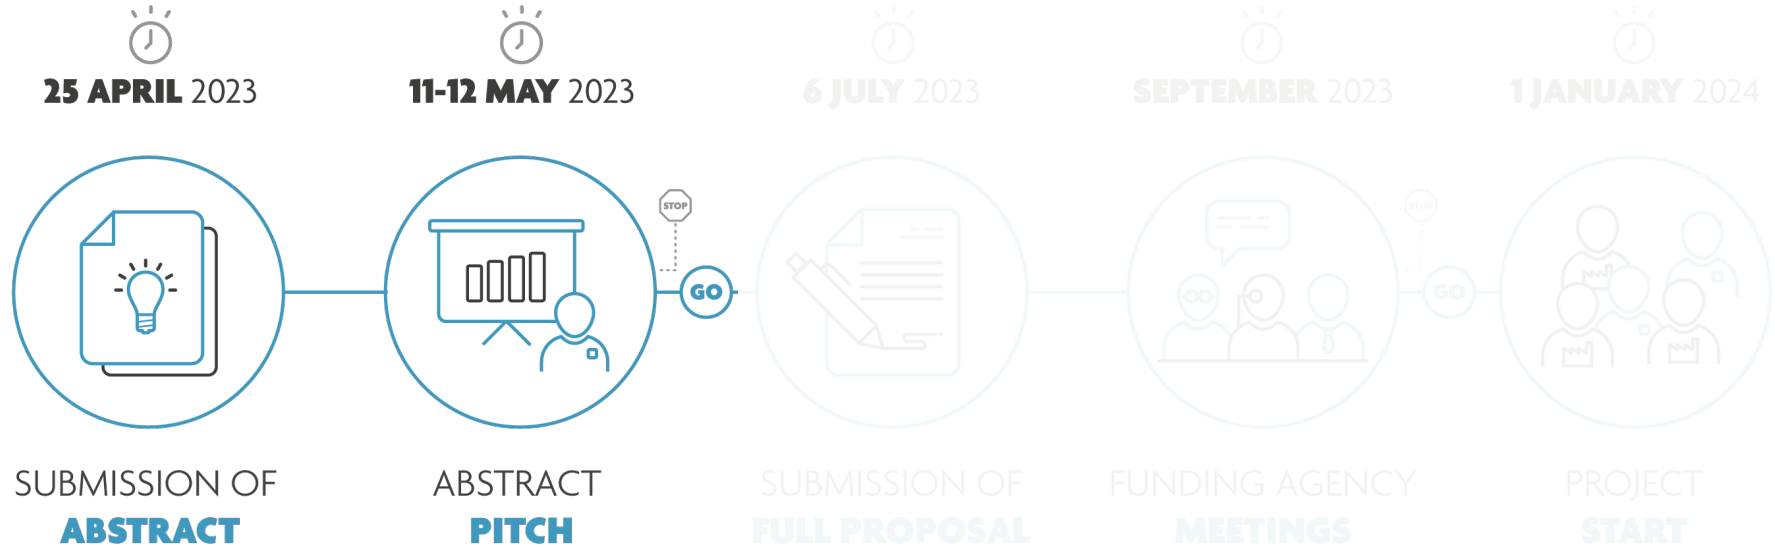 25 APRIL 2023
11-12 MAY 2023
6 JULY 2023
SEPTEMBER 2023
1 JANUARY 2024
STOP
GO
STOP
GO
SUBMISSION OF
ABSTRACT
ABSTRACT
PITCH
SUBMISSION OF
FULL PROPOSAL
FUNDING AGENCY
MEETINGS
PROJECT
START